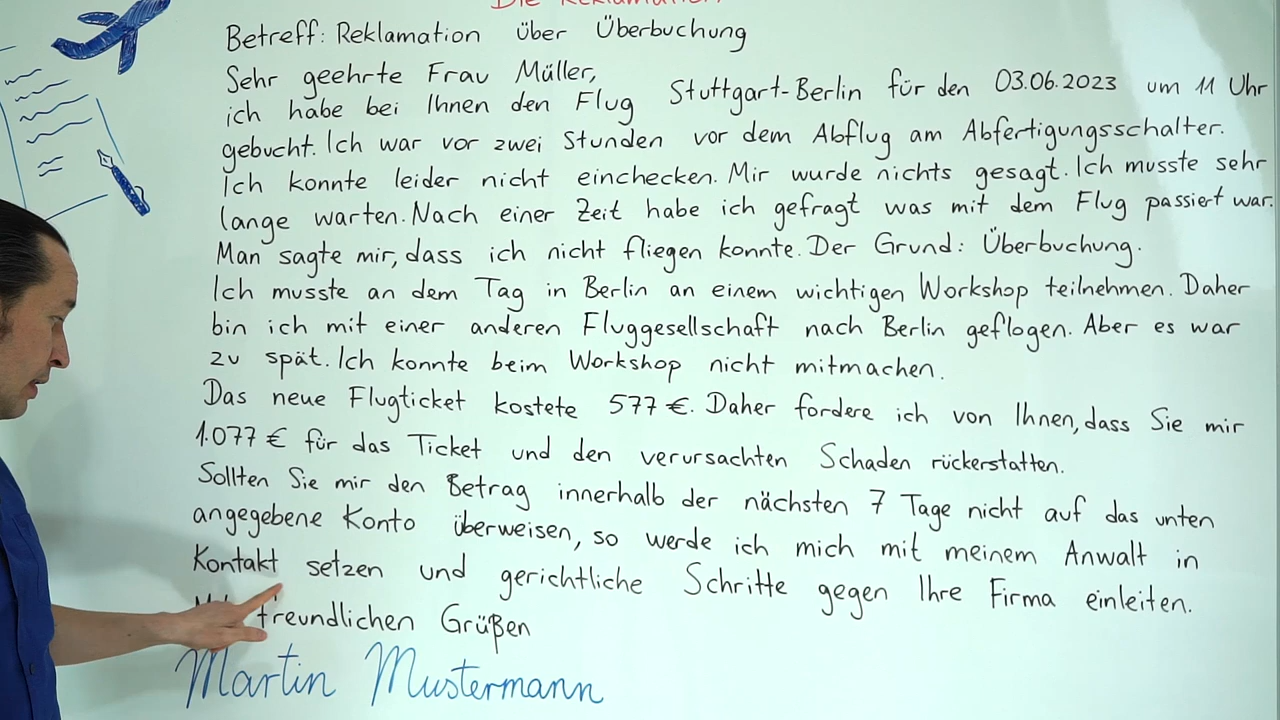 Die Reklamation
Betreff: Reklamation über Überbuchung
Sehr geehrte Frau Müller,
ich habe bei Ihnen den Flug Stuttgart-Berlin für den 03.06.2023 um 11 Uhr
gebucht. Ich war vor zwei Stunden vor dem Abflug am Abfertigungsschalter.
Ich konnte leider nicht einchecken. Mir wurde nichts gesagt. Ich musste sehr
lange warten. Nach einer Zeit habe ich gefragt was mit dem Flug passiert war.
Man sagte mir, dass ich nicht fliegen konnte. Der Grund: Überbuchung.
Ich musste an dem Tag in Berlin an einem wichtigen Workshop teilnehmen. Daher
bin ich mit einer anderen Fluggesellschaft nach Berlin geflogen. Aber es war
zu spät. Ich konnte beim Workshop nicht mitmachen.
Das neue Flugticket kostete 577 €. Daher fordere ich von Ihnen, dass Sie mir
1.077 € für das Ticket und den verursachten Schaden rückerstatten.
Sollten Sie mir den Betrag innerhalb der nächsten 7 Tage nicht auf das unten
angegebene Konto überweisen, so werde ich mich mit meinem Anwalt in
Kontakt setzen und gerichtliche Schritte gegen Ihre Firma einleiten.
freundlichen Grüßen
Martin Mustermann